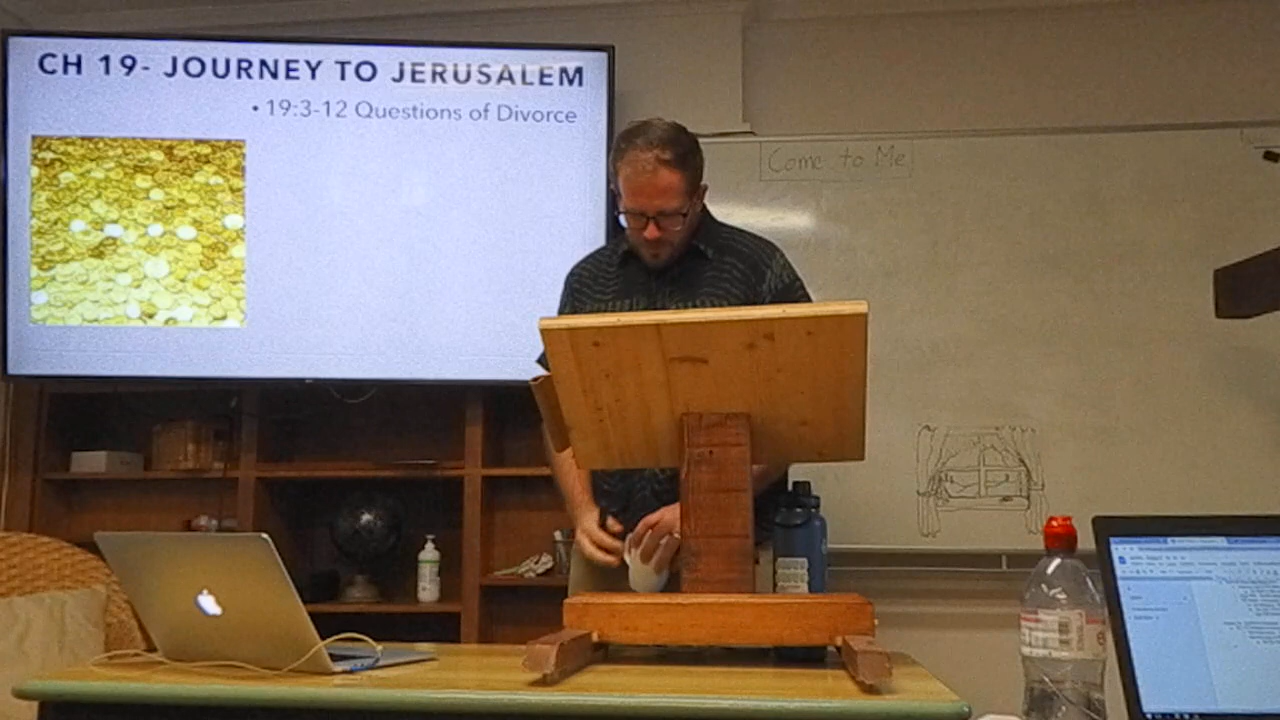 CH 19- JOURNEY TO JERUSALEM
• 19:3-12 Questions of Divorce
Come to Me